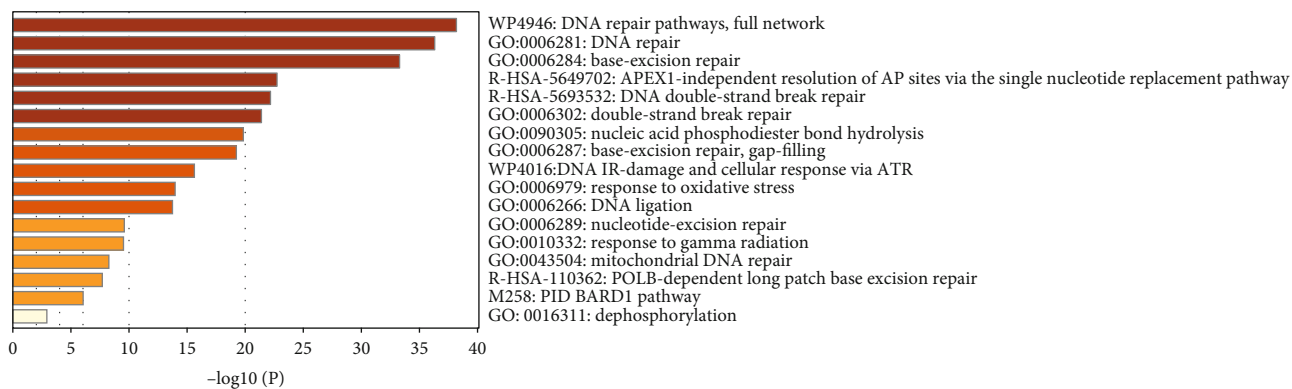 WP4946: DNA repair pathways, full network
GO:0006281: DNA repair
GO:0006284: base-excision repair
R-HSA-5649702: APEX1-independent resolution of AP sites via the single nucleotide replacement pathway
R-HSA-5693532: DNA double-strand break repair
GO:0006302: double-strand break repair
GO:0090305: nucleic acid phosphodiester bond hydrolysis
GO:0006287: base-excision repair, gap-filling
WP4016:DNA IR-damage and cellular response via ATR
GO:0006979: response to oxidative stress
GO:0006266: DNA ligation
GO:0006289: nucleotide-excision repair
GO:0010332: response to gamma radiation
GO:0043504: mitochondrial DNA repair
R-HSA-110362: POLB-dependent long patch base excision repair
M258: PID BARD1 pathway
GO: 0016311: dephosphorylation
0 5 10 15 20 25 30 35 40
–log10 (P)